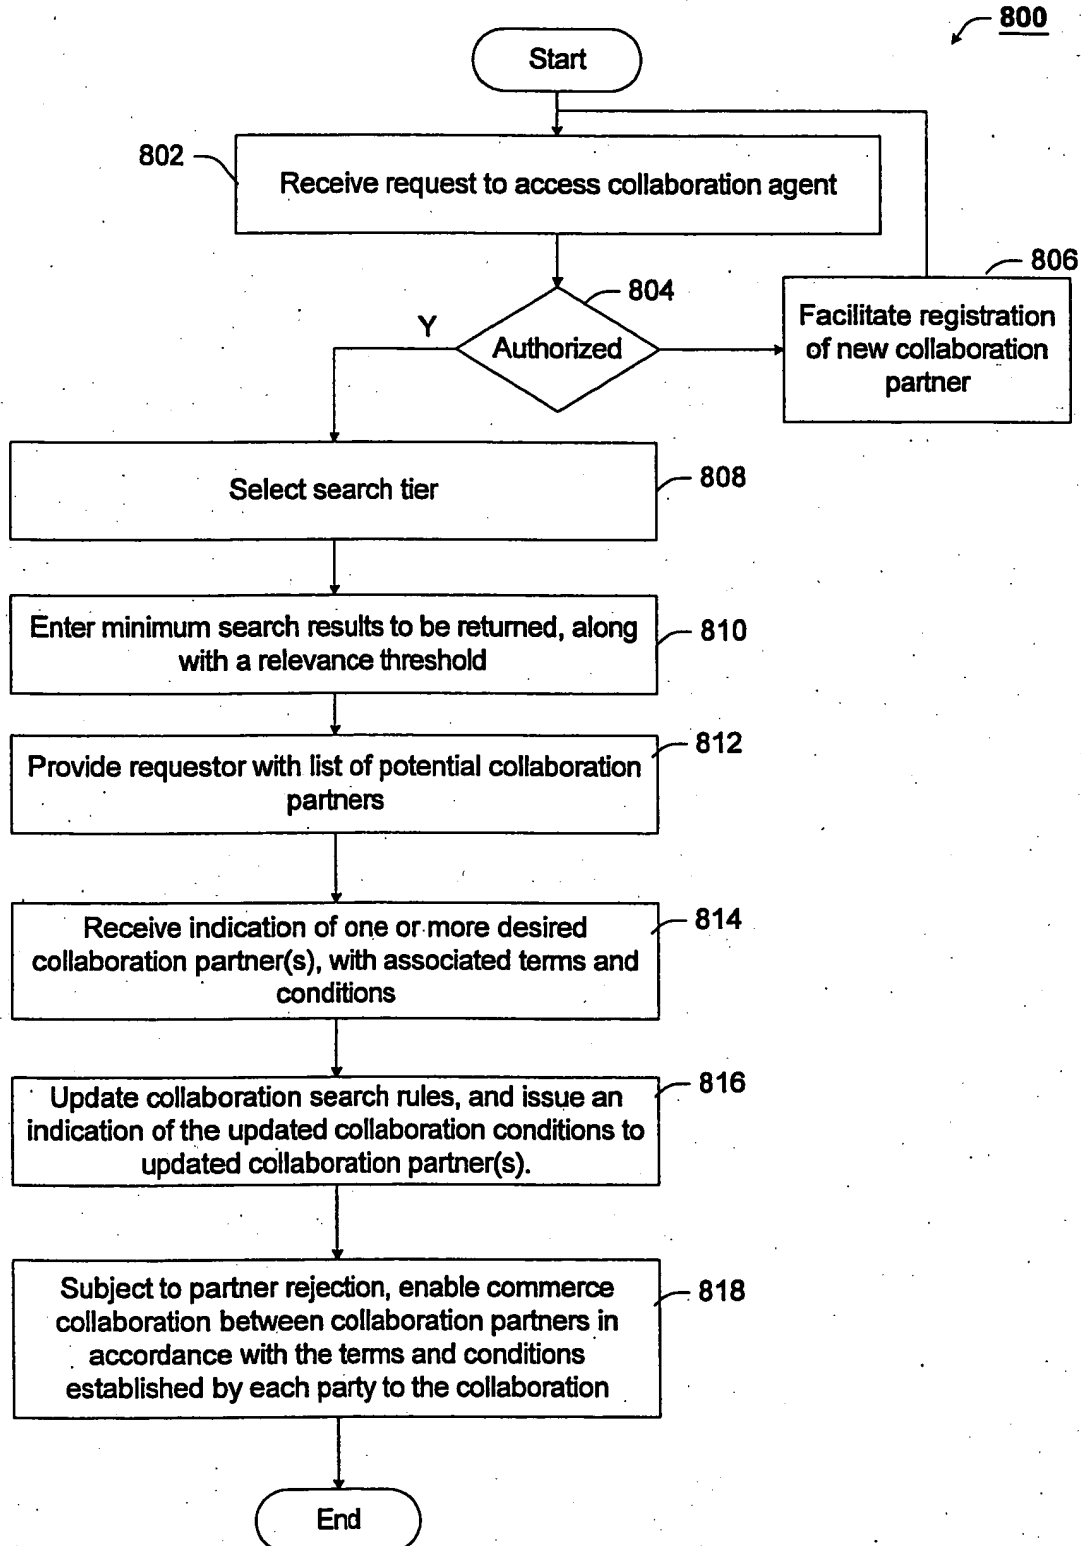 800
Start
802
Receive request to access collaboration agent
804
806
Y
Authorized
Facilitate registration
of new collaboration
partner
Select search tier
808
Enter minimum search results to be returned, along
with a relevance threshold
810
812
Provide requestor with list of potential collaboration
partners
814
Receive indication of one or more desired
collaboration partner(s), with associated terms and
conditions
816
Update collaboration search rules, and issue an
indication of the updated collaboration conditions to
updated collaboration partner(s).
818
Subject to partner rejection, enable commerce
collaboration between collaboration partners in
accordance with the terms and conditions
established by each party to the collaboration
End